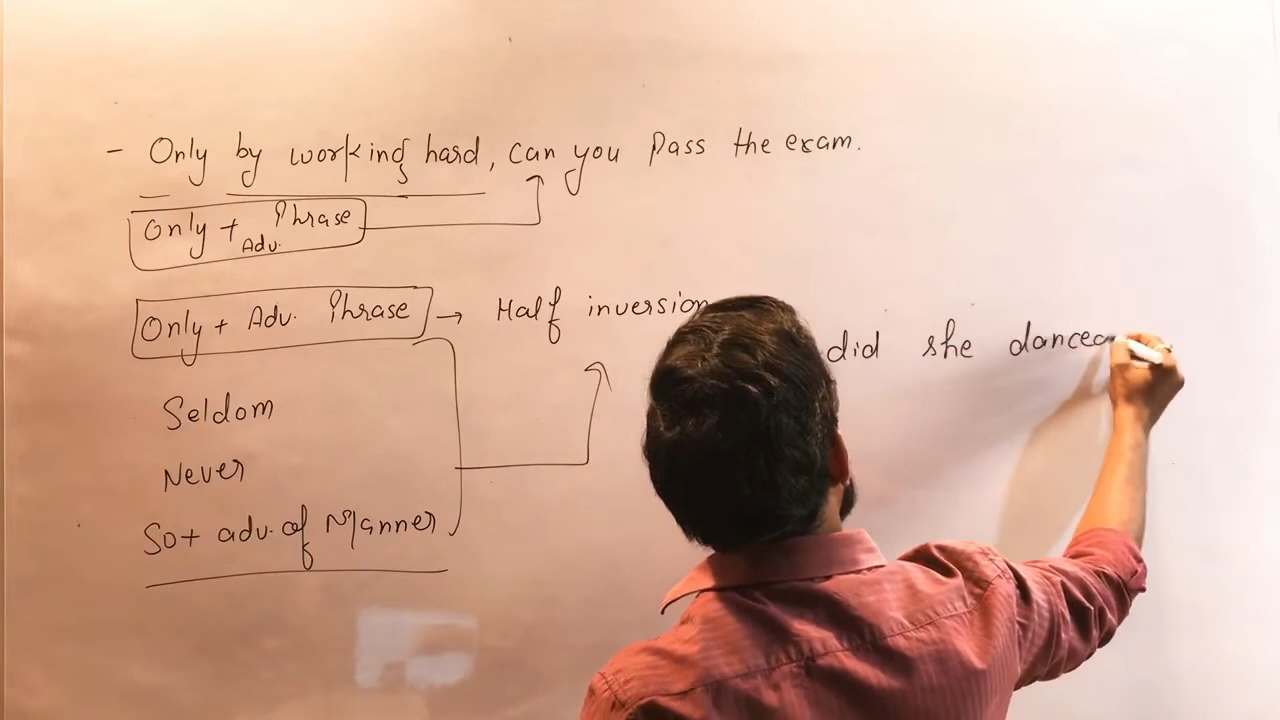 - Only by working hard, can you pass the exam.
Only + Adv. Phrase
Only + Adv. Phrase → Half inversion
did she dance
Seldom
Never
So + adv. of Manner